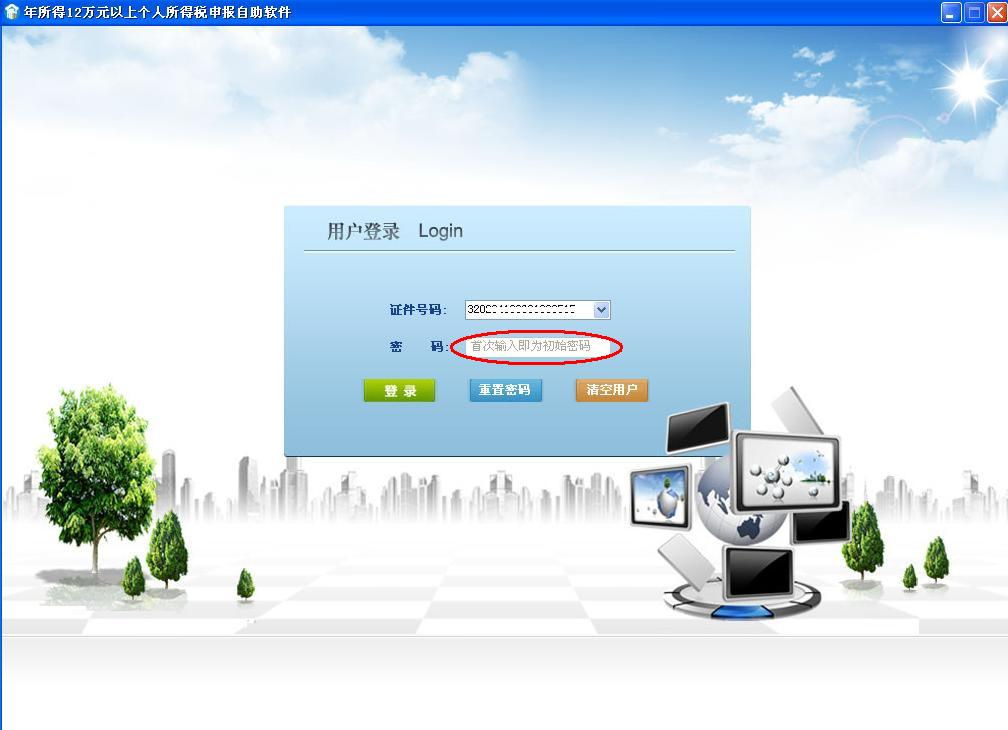 年所得12万元以上个人所得税申报自助软件
用户登录 Login
证件号码:
密 码: 首次输入即为初始密码
登 录 重置密码 清空用户